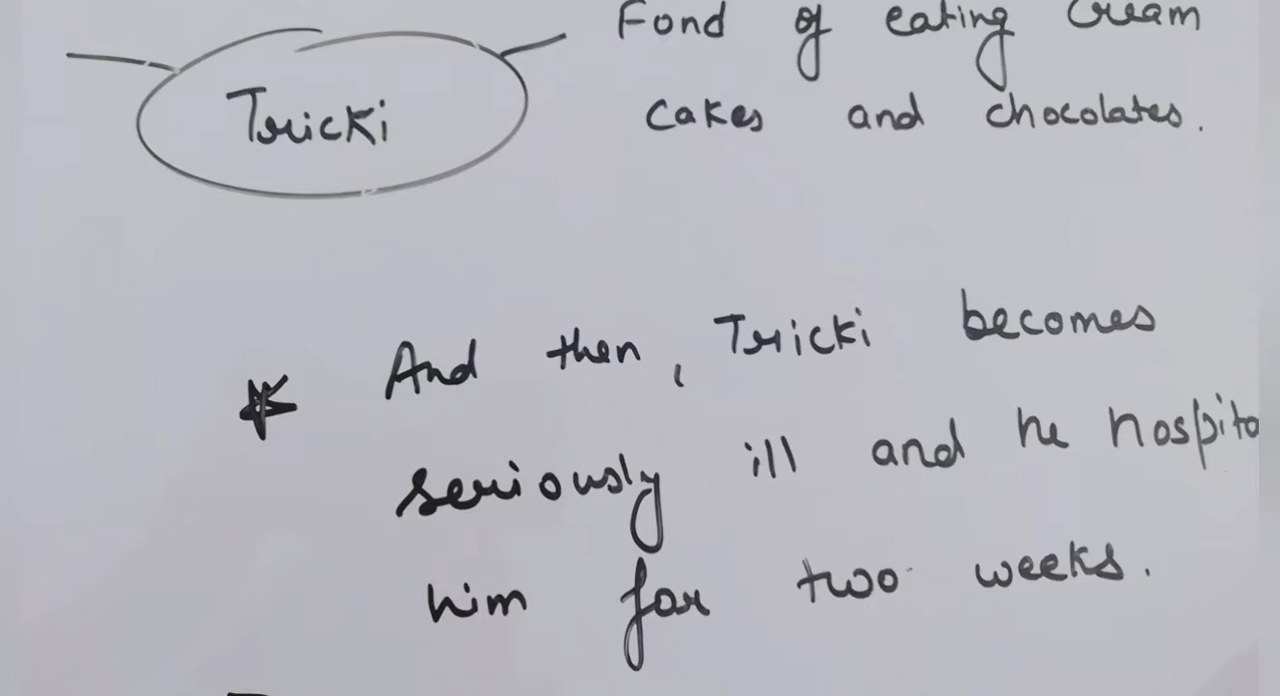 Fond of eating Cream
Tricki
cakes and chocolates.
And then, Tricki becomes
seriously ill and he hospita
him for two weeks.